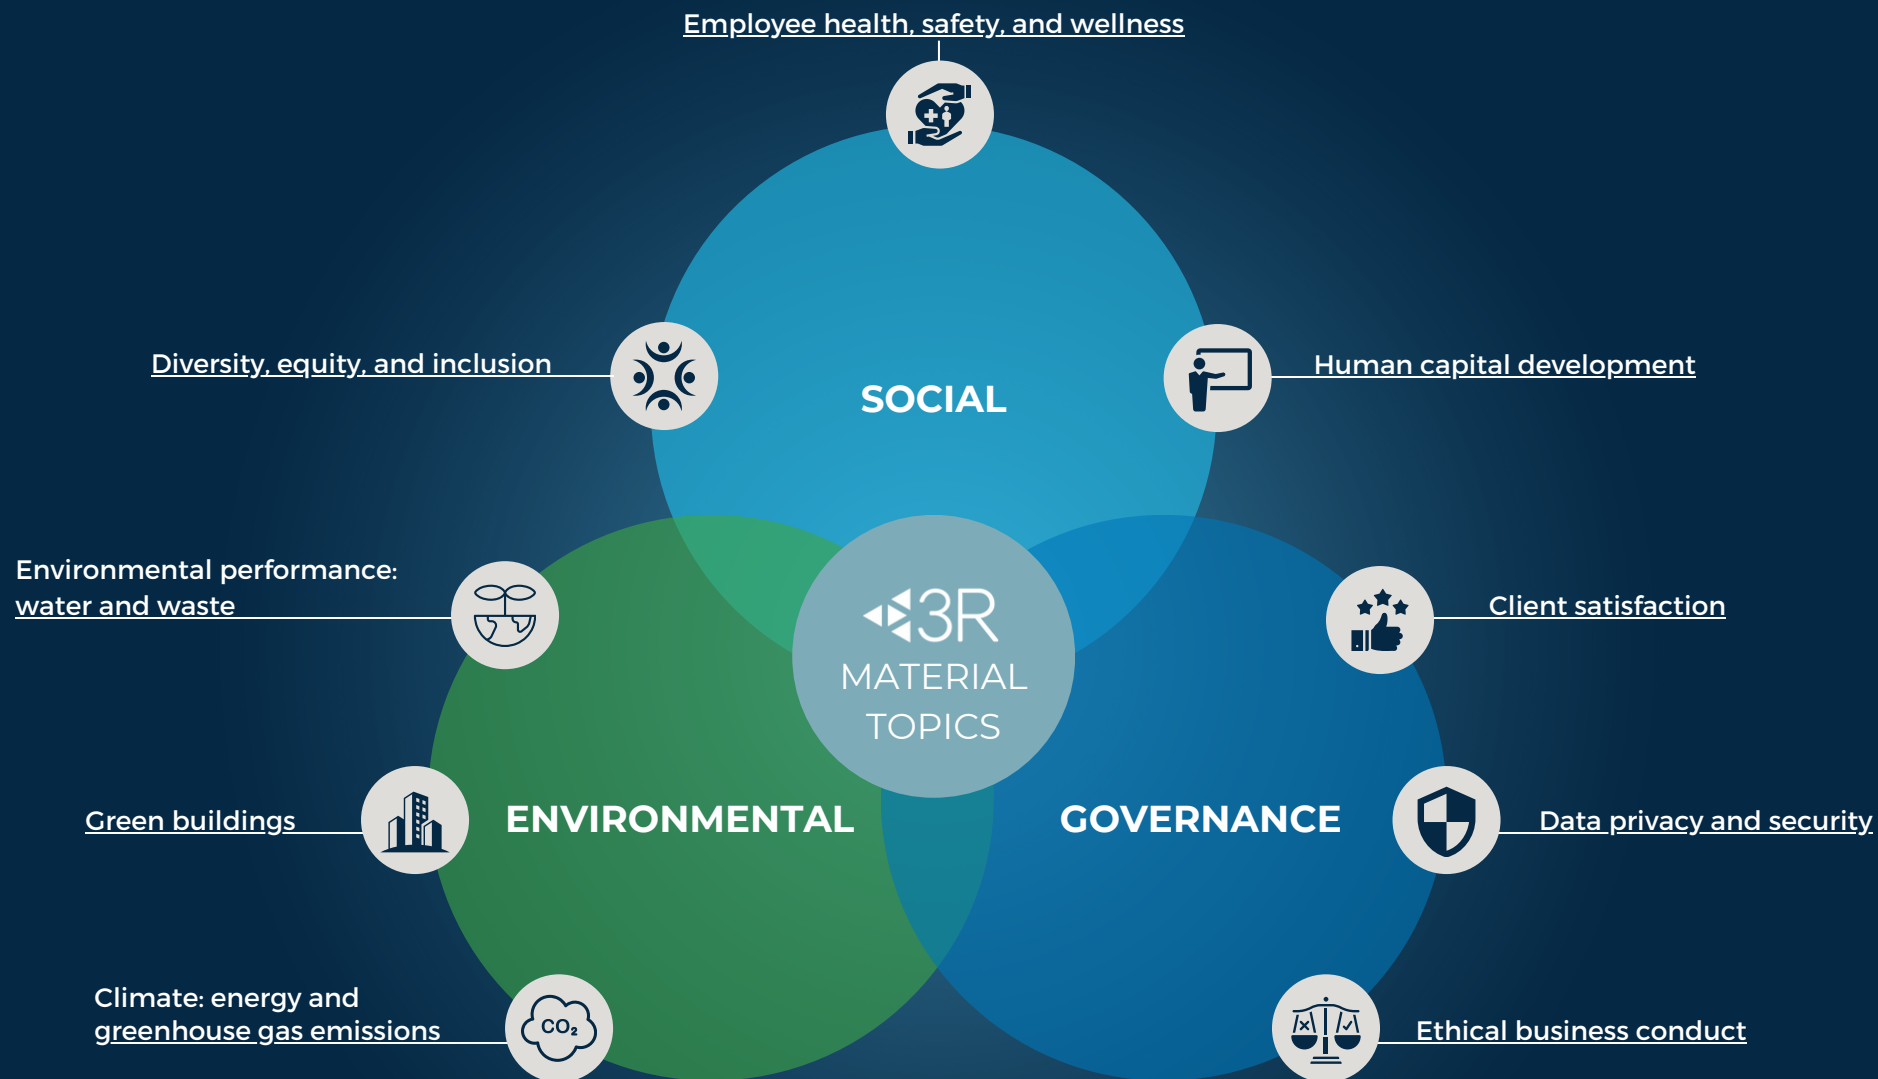 Employee health, safety, and wellness
Diversity, equity, and inclusion
Human capital development
SOCIAL
Environmental performance:
water and waste
3R
MATERIAL
TOPICS
Client satisfaction
Green buildings
ENVIRONMENTAL
GOVERNANCE
Data privacy and security
Climate: energy and
greenhouse gas emissions
CO₂
Ethical business conduct